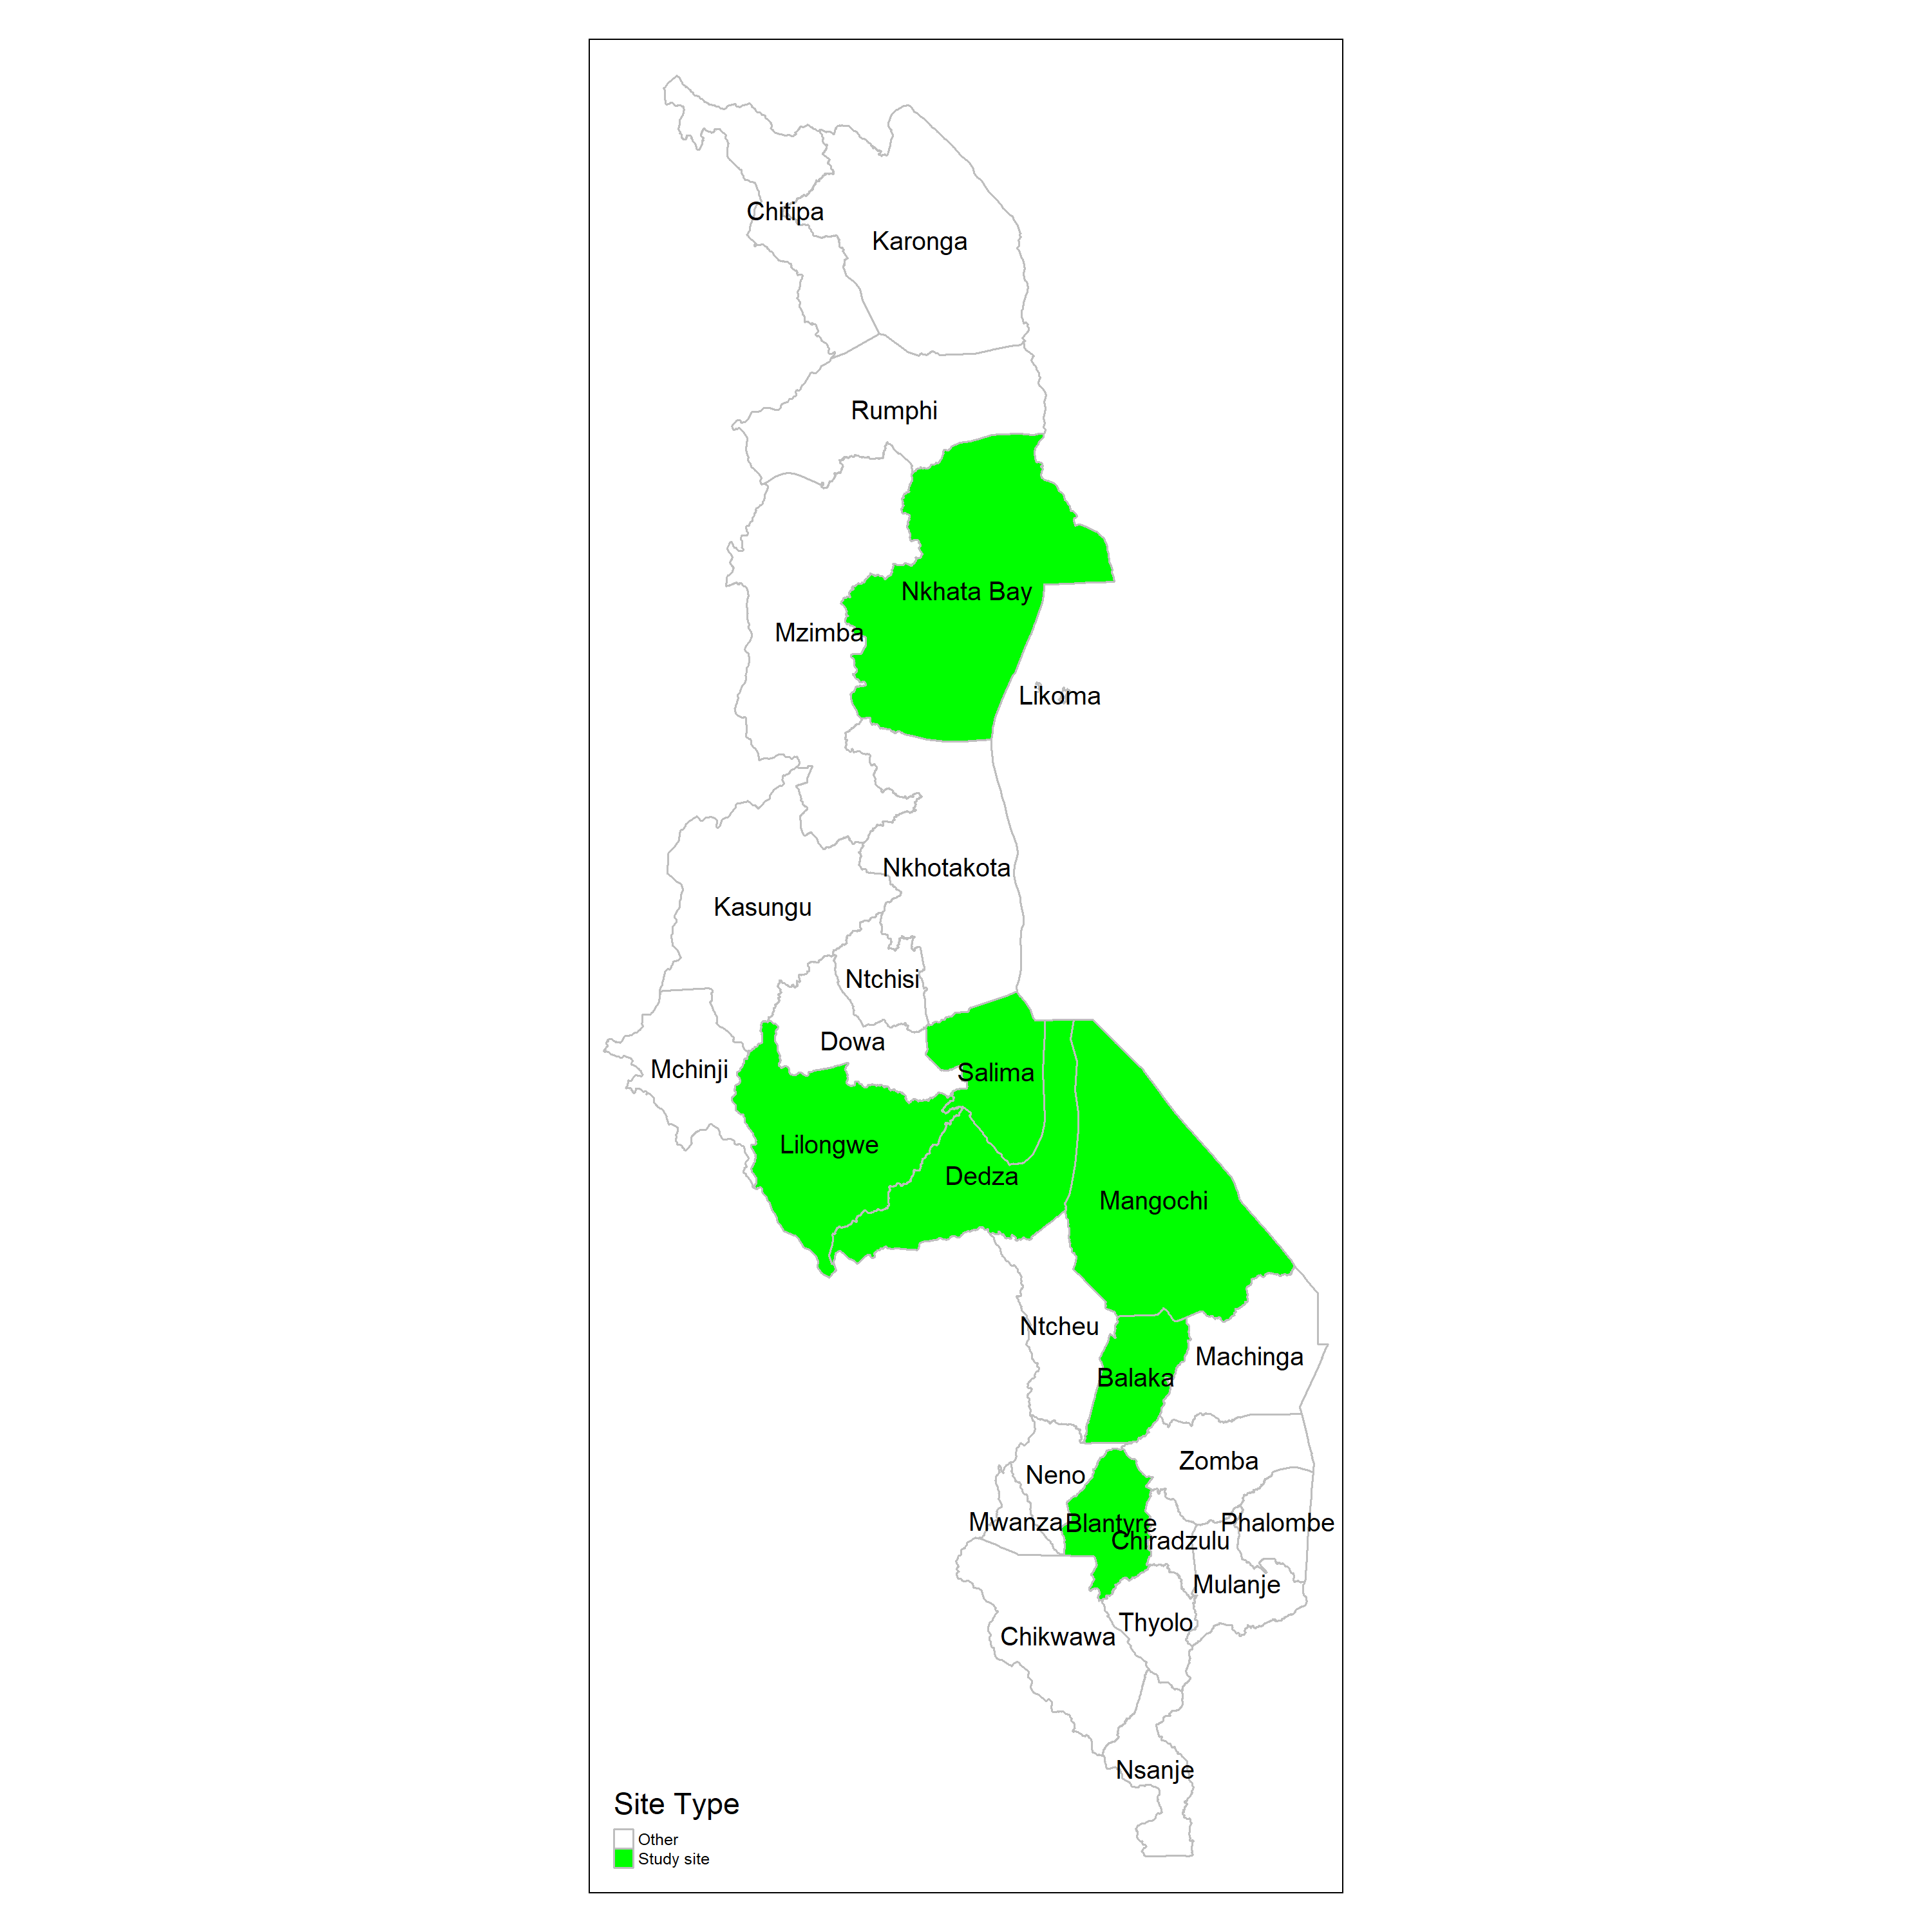 Chitipa
Karonga
Rumphi
Nkhata Bay
Mzimba
Likoma
Nkhotakota
Kasungu
Ntchisi
Dowa
Mchinji
Salima
Lilongwe
Dedza
Mangochi
Ntcheu
Machinga
Balaka
Zomba
Neno
Mwanza
Blantyre
Phalombe
Chiradzulu
Mulanje
Thyolo
Chikwawa
Nsanje
Site Type
Other
Study site